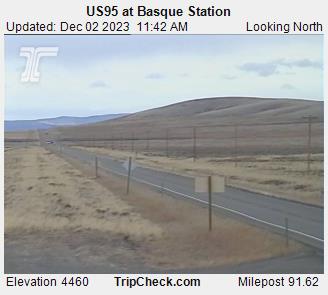 US95 at Basque Station
Updated: Dec 02 2023 11:42 AM Looking North
Elevation 4460 TripCheck.com Milepost 91.62